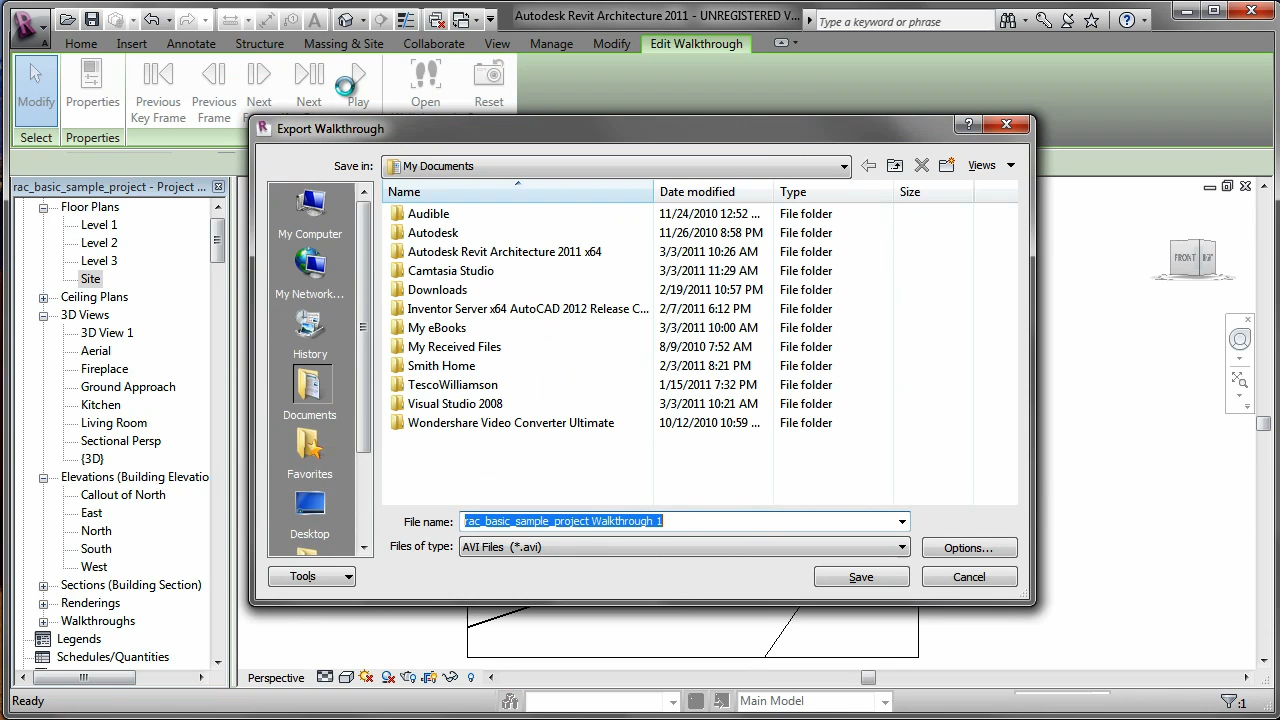 Autodesk Revit Architecture 2011 - UNREGISTERED V...
Type a keyword or phrase
Home Insert Annotate Structure Massing & Site Collaborate View Manage Modify Edit Walkthrough
Modify
Properties
Previous Key Frame
Previous Frame
Next
Next
Play
Open
Reset
Select
Properties
Export Walkthrough
Save in:
My Documents
Views
rac_basic_sample_project - Project ...
Floor Plans
Level 1
Level 2
Level 3
Site
Ceiling Plans
3D Views
3D View 1
Aerial
Fireplace
Ground Approach
Kitchen
Living Room
Sectional Persp
{3D}
Elevations (Building Elevatio
Callout of North
East
North
South
West
Sections (Building Section)
Renderings
Walkthroughs
Legends
Schedules/Quantities
My Computer
My Network...
History
Documents
Favorites
Desktop
Name Date modified Type Size
Audible 11/24/2010 12:52 ... File folder
Autodesk 11/26/2010 8:58 PM File folder
Autodesk Revit Architecture 2011 x64 3/3/2011 10:26 AM File folder
Camtasia Studio 3/3/2011 11:29 AM File folder
Downloads 2/19/2011 10:57 PM File folder
Inventor Server x64 AutoCAD 2012 Release C... 2/7/2011 6:12 PM File folder
My eBooks 3/3/2011 10:00 AM File folder
My Received Files 8/9/2010 7:52 AM File folder
Smith Home 2/3/2011 8:21 PM File folder
TescoWilliamson 1/15/2011 7:32 PM File folder
Visual Studio 2008 3/3/2011 10:21 AM File folder
Wondershare Video Converter Ultimate 10/12/2010 10:59 ... File folder
File name: rac_basic_sample_project Walkthrough 1
Files of type: AVI Files (*.avi)
Options...
Tools
Save
Cancel
FRONT
Perspective
Ready
Main Model
:1